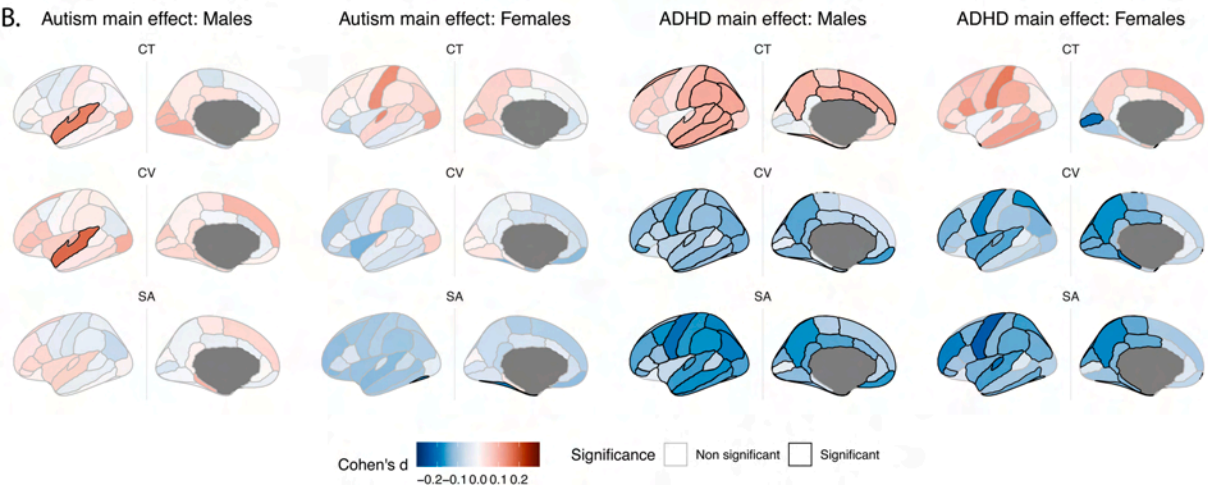 B. Autism main effect: Males Autism main effect: Females ADHD main effect: Males ADHD main effect: Females
CT CT CT CT
CV CV CV CV
SA SA SA SA
Cohen's d Significance Non significant Significant
−0.2−0.1 0.0 0.1 0.2